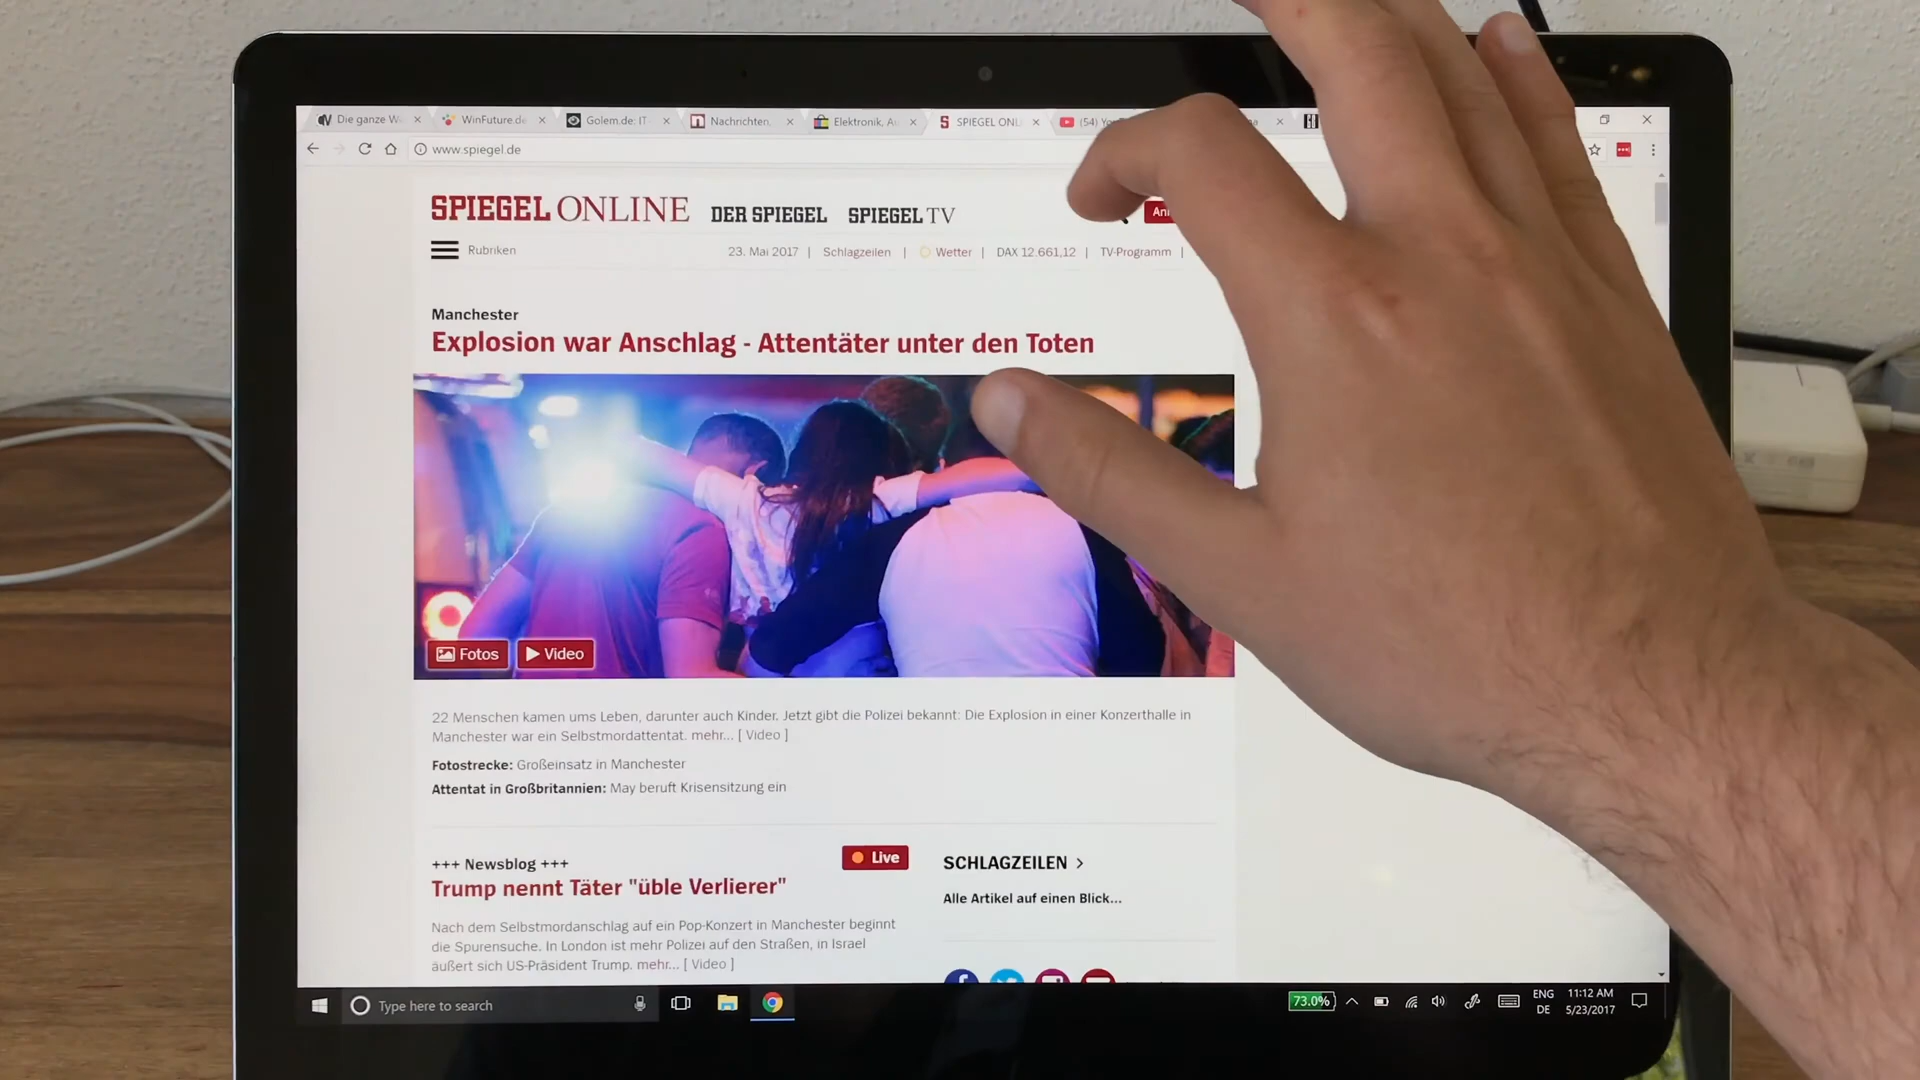 Die ganze W
WinFuture.de
Golem.de: IT
Nachrichten,
Elektronik, A
SPIEGEL ONL
(54)
www.spiegel.de
SPIEGEL ONLINE DER SPIEGEL SPIEGEL TV
Rubriken
23. Mai 2017 | Schlagzeilen | Wetter | DAX 12.661,12 | TV-Programm |
Manchester
Explosion war Anschlag - Attentäter unter den Toten
Fotos
Video
22 Menschen kamen ums Leben, darunter auch Kinder. Jetzt gibt die Polizei bekannt: Die Explosion in einer Konzerthalle in
Manchester war ein Selbstmordattentat. mehr... [ Video ]
Fotostrecke: Großeinsatz in Manchester
Attentat in Großbritannien: May beruft Krisensitzung ein
+++ Newsblog +++
Live
Trump nennt Täter "üble Verlierer"
Nach dem Selbstmordanschlag auf ein Pop-Konzert in Manchester beginnt
die Spurensuche. In London ist mehr Polizei auf den Straßen, in Israel
äußert sich US-Präsident Trump. mehr... [ Video ]
SCHLAGZEILEN >
Alle Artikel auf einen Blick...
Type here to search
73.0%
ENG
DE
11:12 AM
5/23/2017